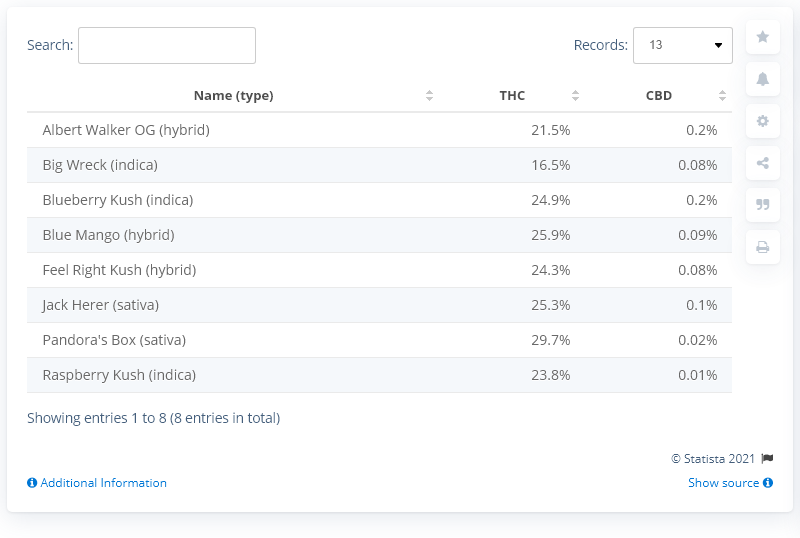 Search:
Records: 13
Name (type) THC CBD
Albert Walker OG (hybrid) 21.5% 0.2%
Big Wreck (indica) 16.5% 0.08%
Blueberry Kush (indica) 24.9% 0.2%
Blue Mango (hybrid) 25.9% 0.09%
Feel Right Kush (hybrid) 24.3% 0.08%
Jack Herer (sativa) 25.3% 0.1%
Pandora's Box (sativa) 29.7% 0.02%
Raspberry Kush (indica) 23.8% 0.01%
Showing entries 1 to 8 (8 entries in total)
© Statista 2021
Additional Information
Show source